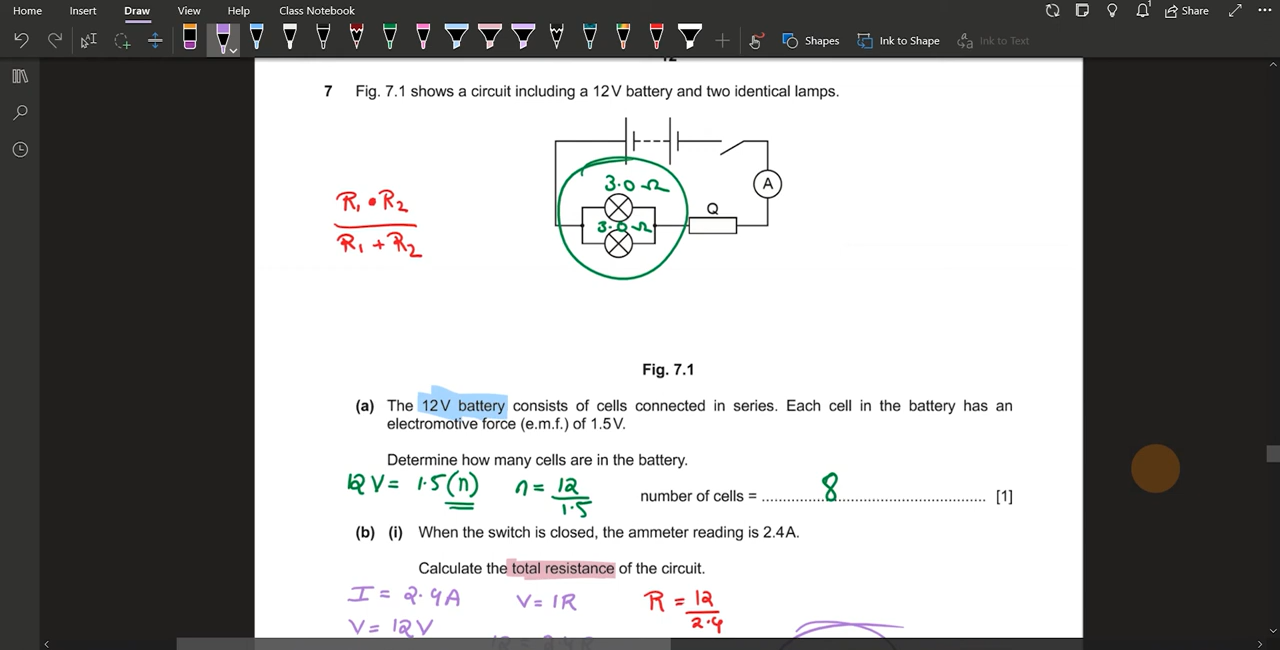 Home Insert Draw View Help Class Notebook Share
Shapes Ink to Shape Ink to Text
7 Fig. 7.1 shows a circuit including a 12 V battery and two identical lamps.
3.0 Ω
A
Q
3.0 Ω
R1 • R2
R1 + R2
Fig. 7.1
(a) The 12 V battery consists of cells connected in series. Each cell in the battery has an
electromotive force (e.m.f.) of 1.5 V.
Determine how many cells are in the battery.
12 V = 1.5 (n) n = 12
1.5
number of cells = 8 [1]
(b) (i) When the switch is closed, the ammeter reading is 2.4 A.
Calculate the total resistance of the circuit.
I = 2.4A V = IR R = 12
2.4
V = 12V